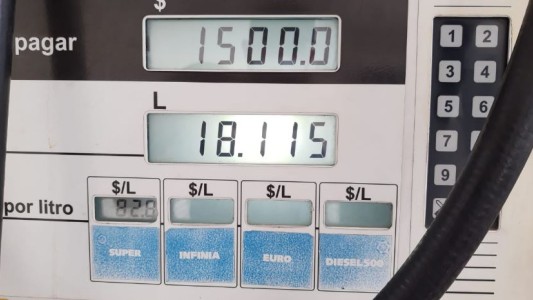 $
pagar 1500.0
L
18.115
por litro
$/L $/L $/L $/L
82.8
SUPER INFINIA EURO DIESEL500
1 2
3 4
5 6
7
9